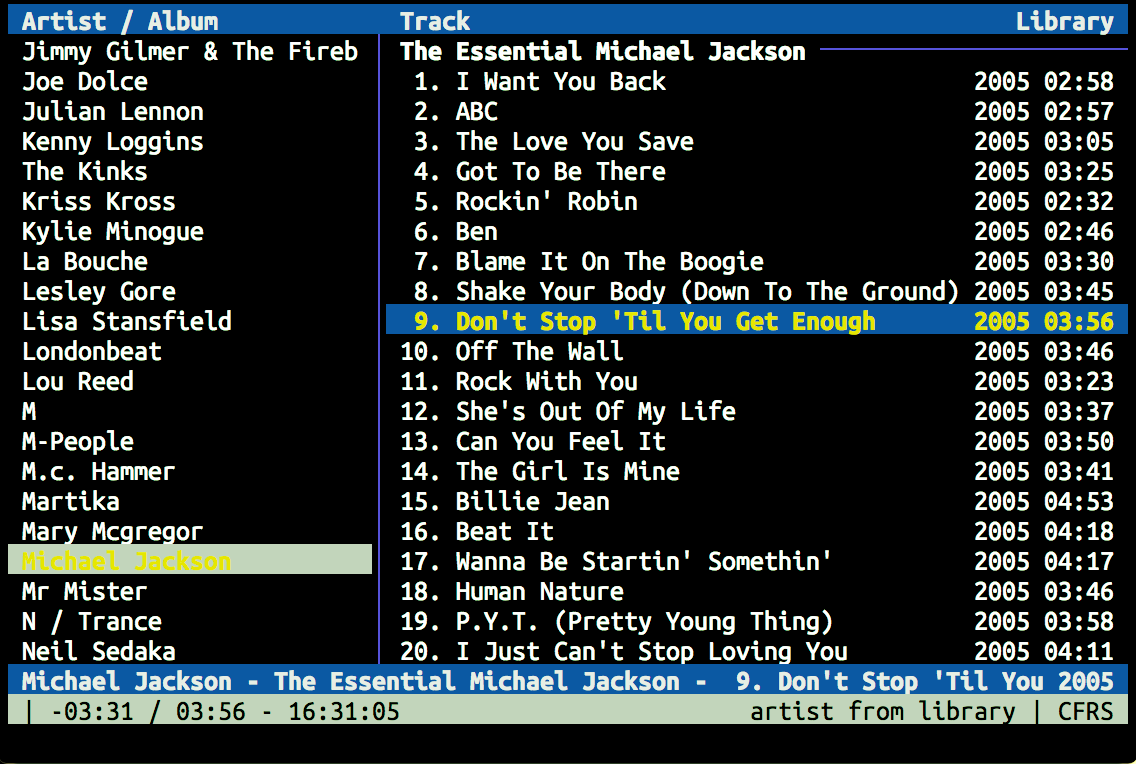 Artist / Album Track Library
Jimmy Gilmer & The Fireb The Essential Michael Jackson
Joe Dolce 1. I Want You Back 2005 02:58
Julian Lennon 2. ABC 2005 02:57
Kenny Loggins 3. The Love You Save 2005 03:05
The Kinks 4. Got To Be There 2005 03:25
Kriss Kross 5. Rockin' Robin 2005 02:32
Kylie Minogue 6. Ben 2005 02:46
La Bouche 7. Blame It On The Boogie 2005 03:30
Lesley Gore 8. Shake Your Body (Down To The Ground) 2005 03:45
Lisa Stansfield 9. Don't Stop 'Til You Get Enough 2005 03:56
Londonbeat 10. Off The Wall 2005 03:46
Lou Reed 11. Rock With You 2005 03:23
M 12. She's Out Of My Life 2005 03:37
M-People 13. Can You Feel It 2005 03:50
M.c. Hammer 14. The Girl Is Mine 2005 03:41
Martika 15. Billie Jean 2005 04:53
Mary Mcgregor 16. Beat It 2005 04:18
Michael Jackson 17. Wanna Be Startin' Somethin' 2005 04:17
Mr Mister 18. Human Nature 2005 03:46
N / Trance 19. P.Y.T. (Pretty Young Thing) 2005 03:58
Neil Sedaka 20. I Just Can't Stop Loving You 2005 04:11
Michael Jackson - The Essential Michael Jackson - 9. Don't Stop 'Til You 2005
| -03:31 / 03:56 - 16:31:05 artist from library | CFRS